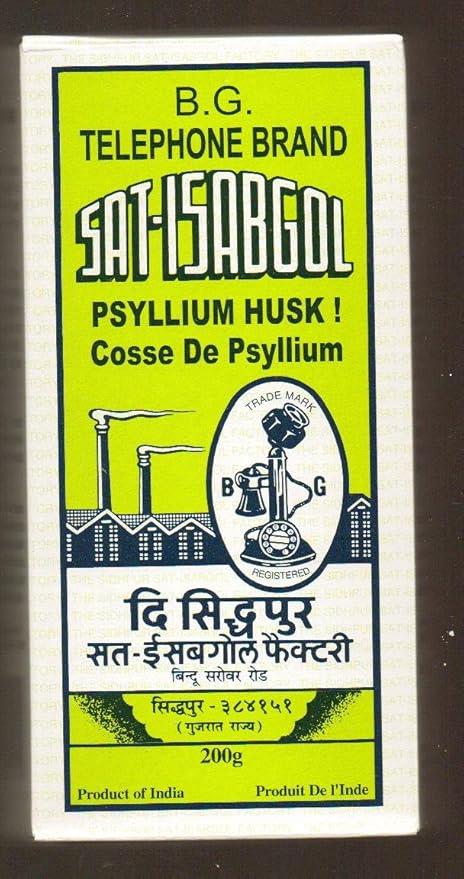 B.G.
TELEPHONE BRAND
SAT-ISABGOL
PSYLLIUM HUSK !
Cosse De Psyllium
TRADE MARK
B G
REGISTERED
दि सिद्धपुर
सत-ईसबगोल फैक्टरी
बिन्दू सरोवर रोड
सिद्धपुर - ३८४१५१
( गुजरात राज्य )
200g
Product of India Produit De l'Inde